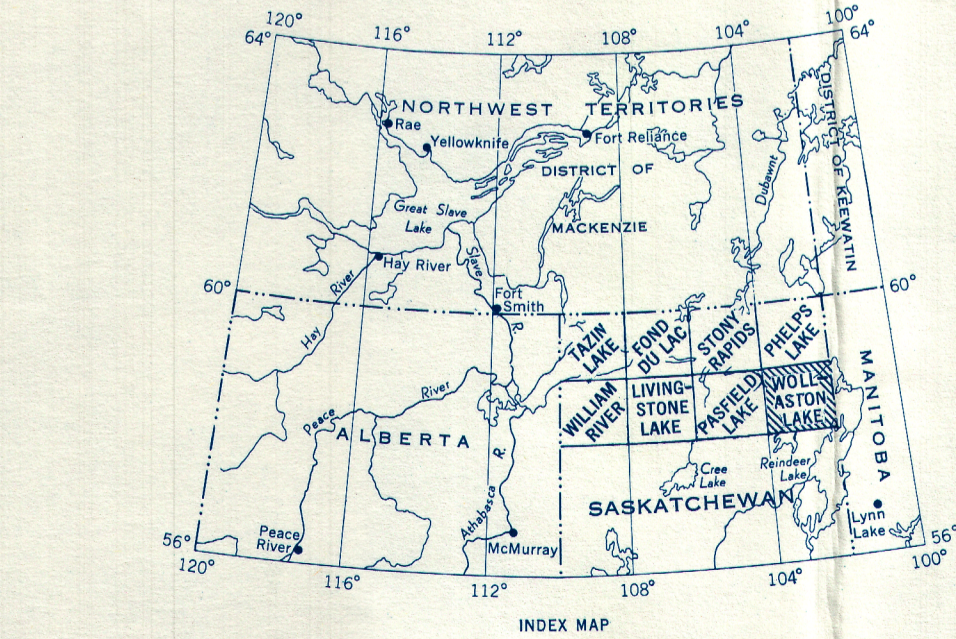 120°
116°
112°
108°
104°
100°
64°
64°
NORTHWEST TERRITORIES
Rae
Yellowknife
Fort Reliance
DISTRICT OF
MACKENZIE
DISTRICT OF KEEWATIN
Dubawnt
Great Slave
Lake
Slave
Hay River
River
Hay
60°
60°
Fort
Smith
R.
TAZIN
LAKE
FOND
DU LAC
STONY
RAPIDS
PHELPS
LAKE
WILLIAM
RIVER
LIVING-
STONE
LAKE
PASFIELD
LAKE
WOLL-
ASTON
LAKE
MANITOBA
Peace
River
ALBERTA
R.
Athabasca
Cree
Lake
Reindeer
Lake
SASKATCHEWAN
Lynn
Lake
Peace
River
McMurray
56°
56°
120°
116°
112°
108°
104°
100°
INDEX MAP